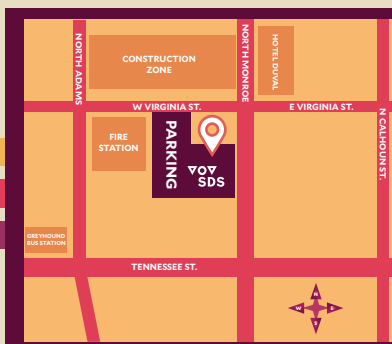 NORTH ADAMS
CONSTRUCTION
ZONE
NORTH MONROE
HOTEL DUVAL
W VIRGINIA ST.
E VIRGINIA ST.
N CALHOUN ST.
FIRE
STATION
PARKING
VOV
SDS
GREYHOUND
BUS STATION
TENNESSEE ST.
N
W
E
S